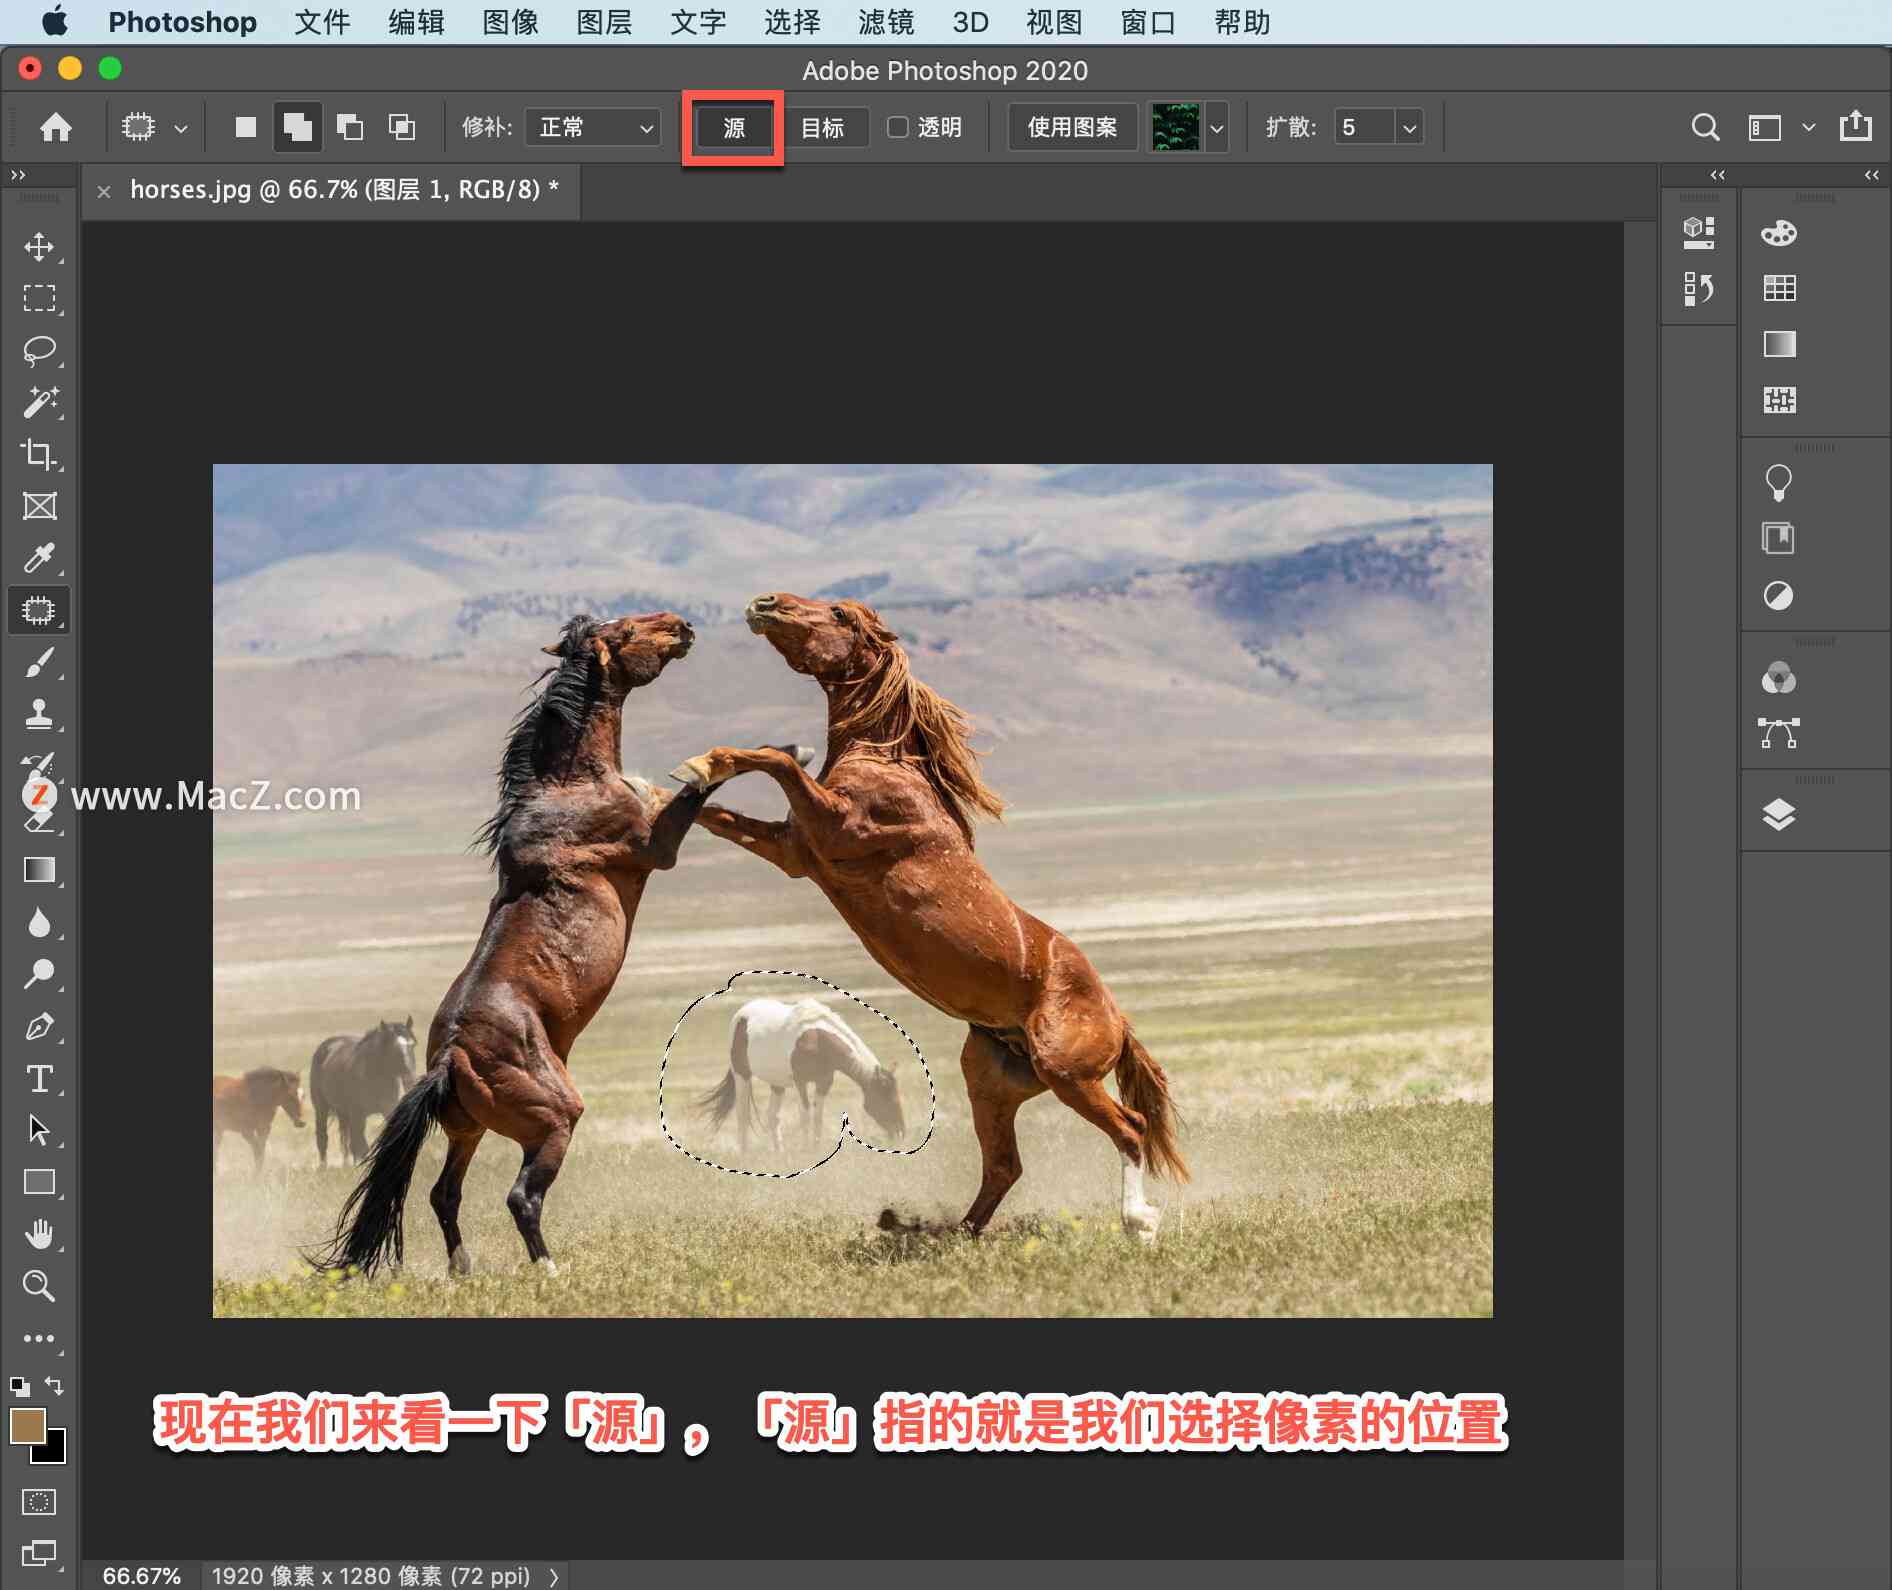 Photoshop 文件 编辑 图像 图层 文字 选择 滤镜 3D 视图 窗口 帮助
Adobe Photoshop 2020
修补: 正常 源 目标 透明 使用图案 扩散: 5
horses.jpg @ 66.7% (图层 1, RGB/8) *
Z www.MacZ.com
现在我们来看一下「源」，「源」指的就是我们选择像素的位置
66.67% 1920 像素 x 1280 像素 (72 ppi)